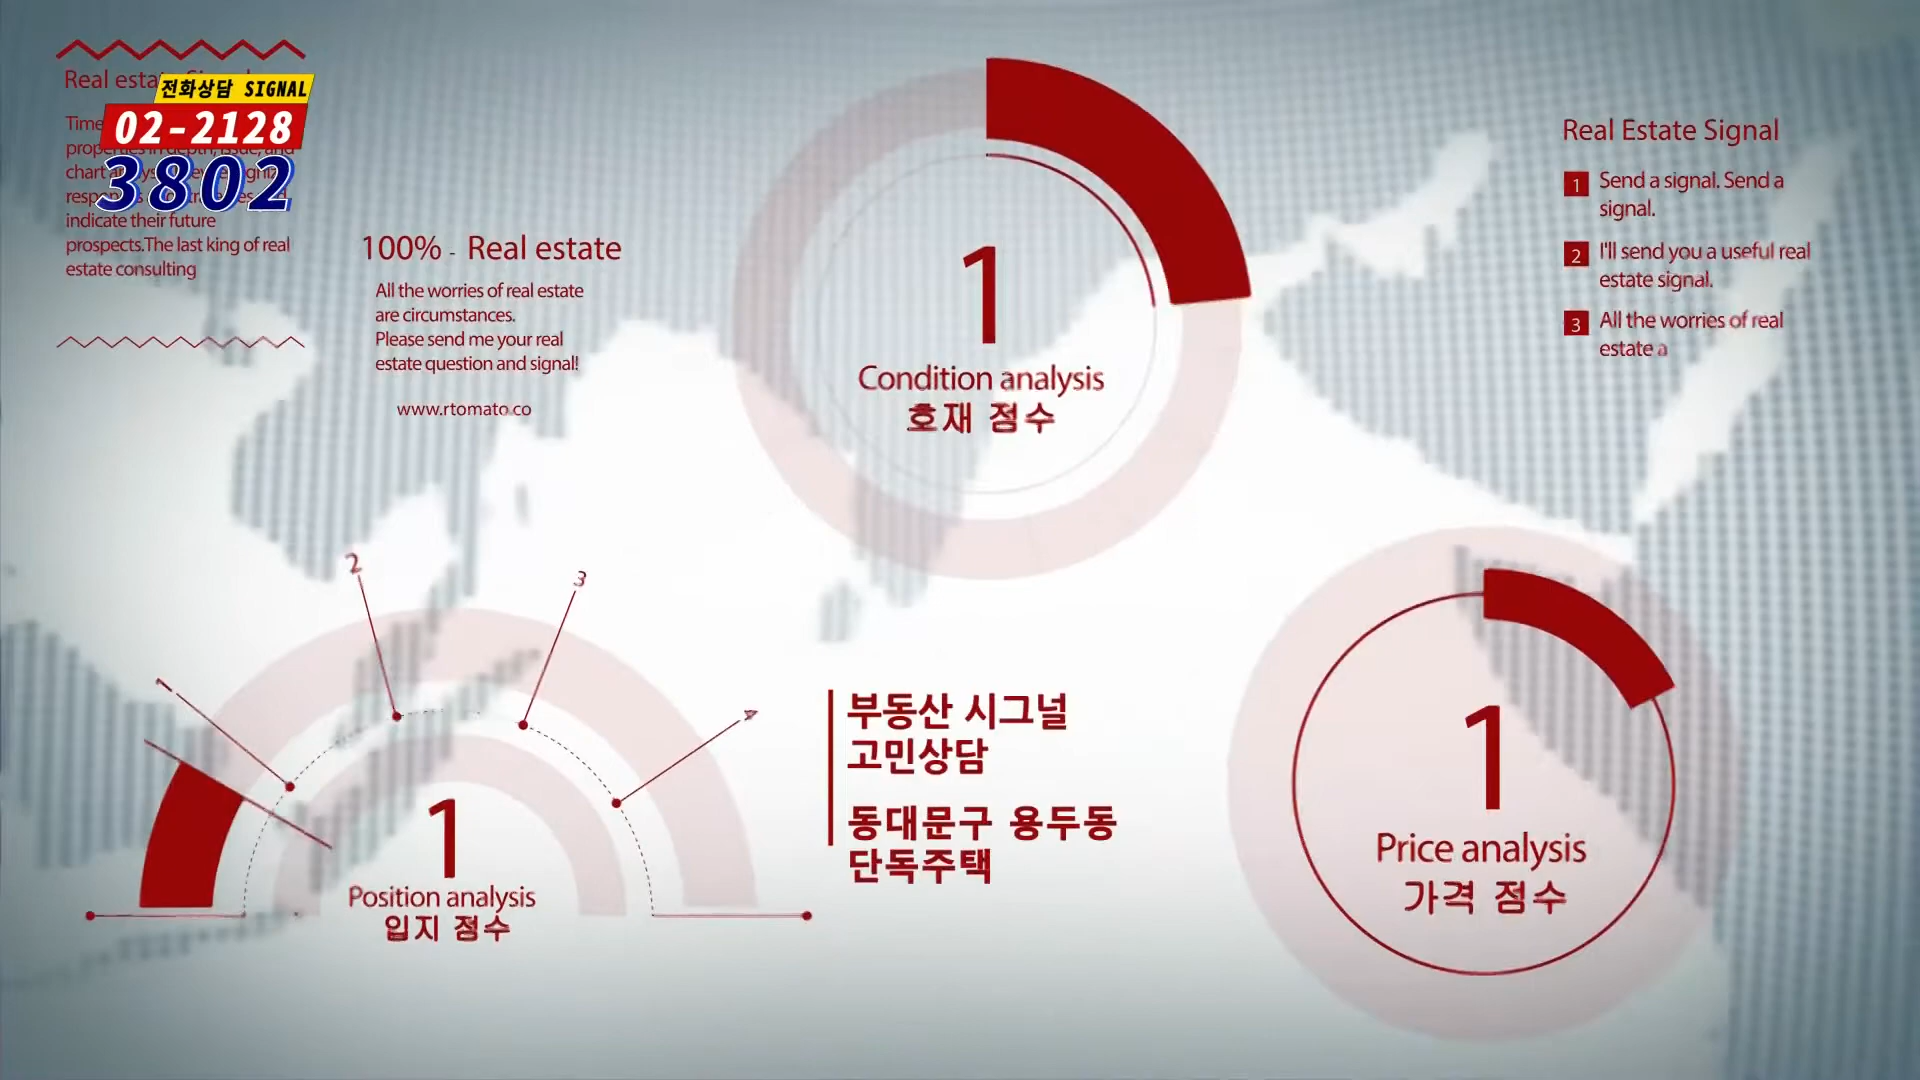 Real esta
전화상담 SIGNAL
02-2128
3802
indicate their future
prospects.The last king of real
estate consulting
100% - Real estate
All the worries of real estate
are circumstances.
Please send me your real
estate question and signal!
www.rtomato.co
1
Condition analysis
호재 점수
Real Estate Signal
1 Send a signal. Send a
signal.
2 I'll send you a useful real
estate signal.
3 All the worries of real
estate a
1
2
3
4
1
Position analysis
입지 점수
부동산 시그널
고민상담
동대문구 용두동
단독주택
1
Price analysis
가격 점수